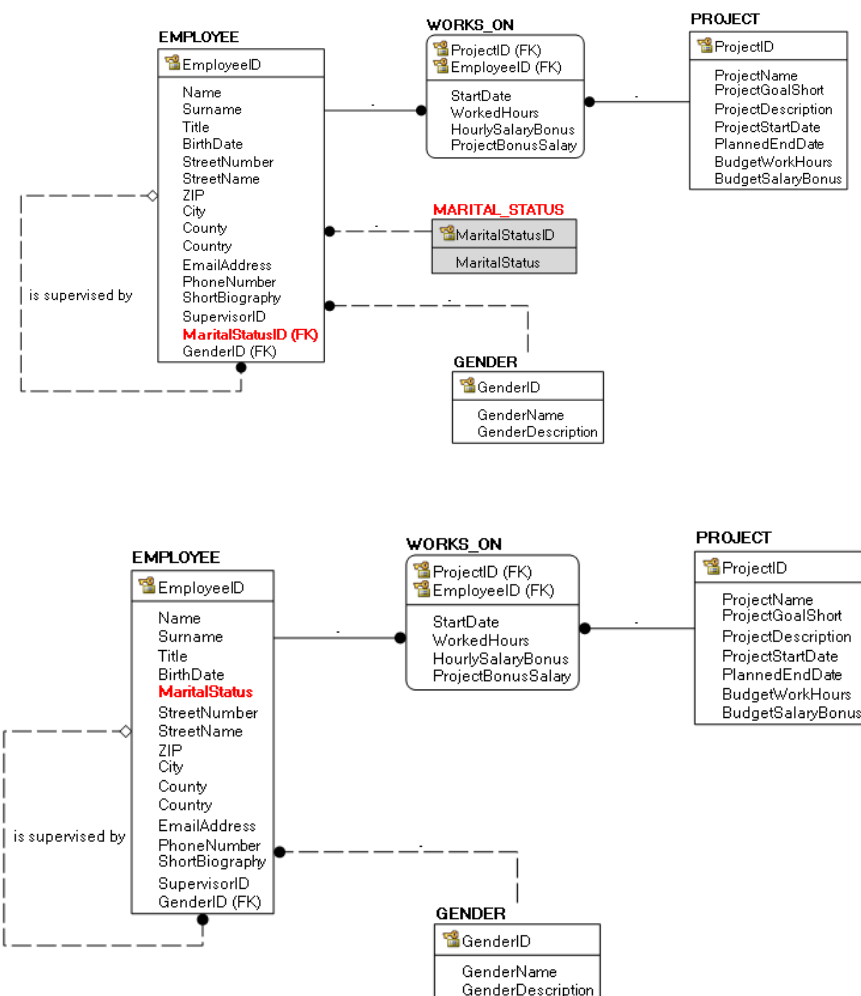 EMPLOYEE
EmployeeID
Name
Surname
Title
BirthDate
StreetNumber
StreetName
ZIP
City
County
Country
EmailAddress
PhoneNumber
ShortBiography
SupervisorID
MaritalStatusID (FK)
GenderID (FK)
is supervised by
WORKS_ON
ProjectID (FK)
EmployeeID (FK)
StartDate
WorkedHours
HourlySalaryBonus
ProjectBonusSalary
PROJECT
ProjectID
ProjectName
ProjectGoalShort
ProjectDescription
ProjectStartDate
PlannedEndDate
BudgetWorkHours
BudgetSalaryBonus
MARITAL_STATUS
MaritalStatusID
MaritalStatus
GENDER
GenderID
GenderName
GenderDescription
EMPLOYEE
EmployeeID
Name
Surname
Title
BirthDate
MaritalStatus
StreetNumber
StreetName
ZIP
City
County
Country
EmailAddress
PhoneNumber
ShortBiography
SupervisorID
GenderID (FK)
is supervised by
WORKS_ON
ProjectID (FK)
EmployeeID (FK)
StartDate
WorkedHours
HourlySalaryBonus
ProjectBonusSalary
PROJECT
ProjectID
ProjectName
ProjectGoalShort
ProjectDescription
ProjectStartDate
PlannedEndDate
BudgetWorkHours
BudgetSalaryBonus
GENDER
GenderID
GenderName
GenderDescription